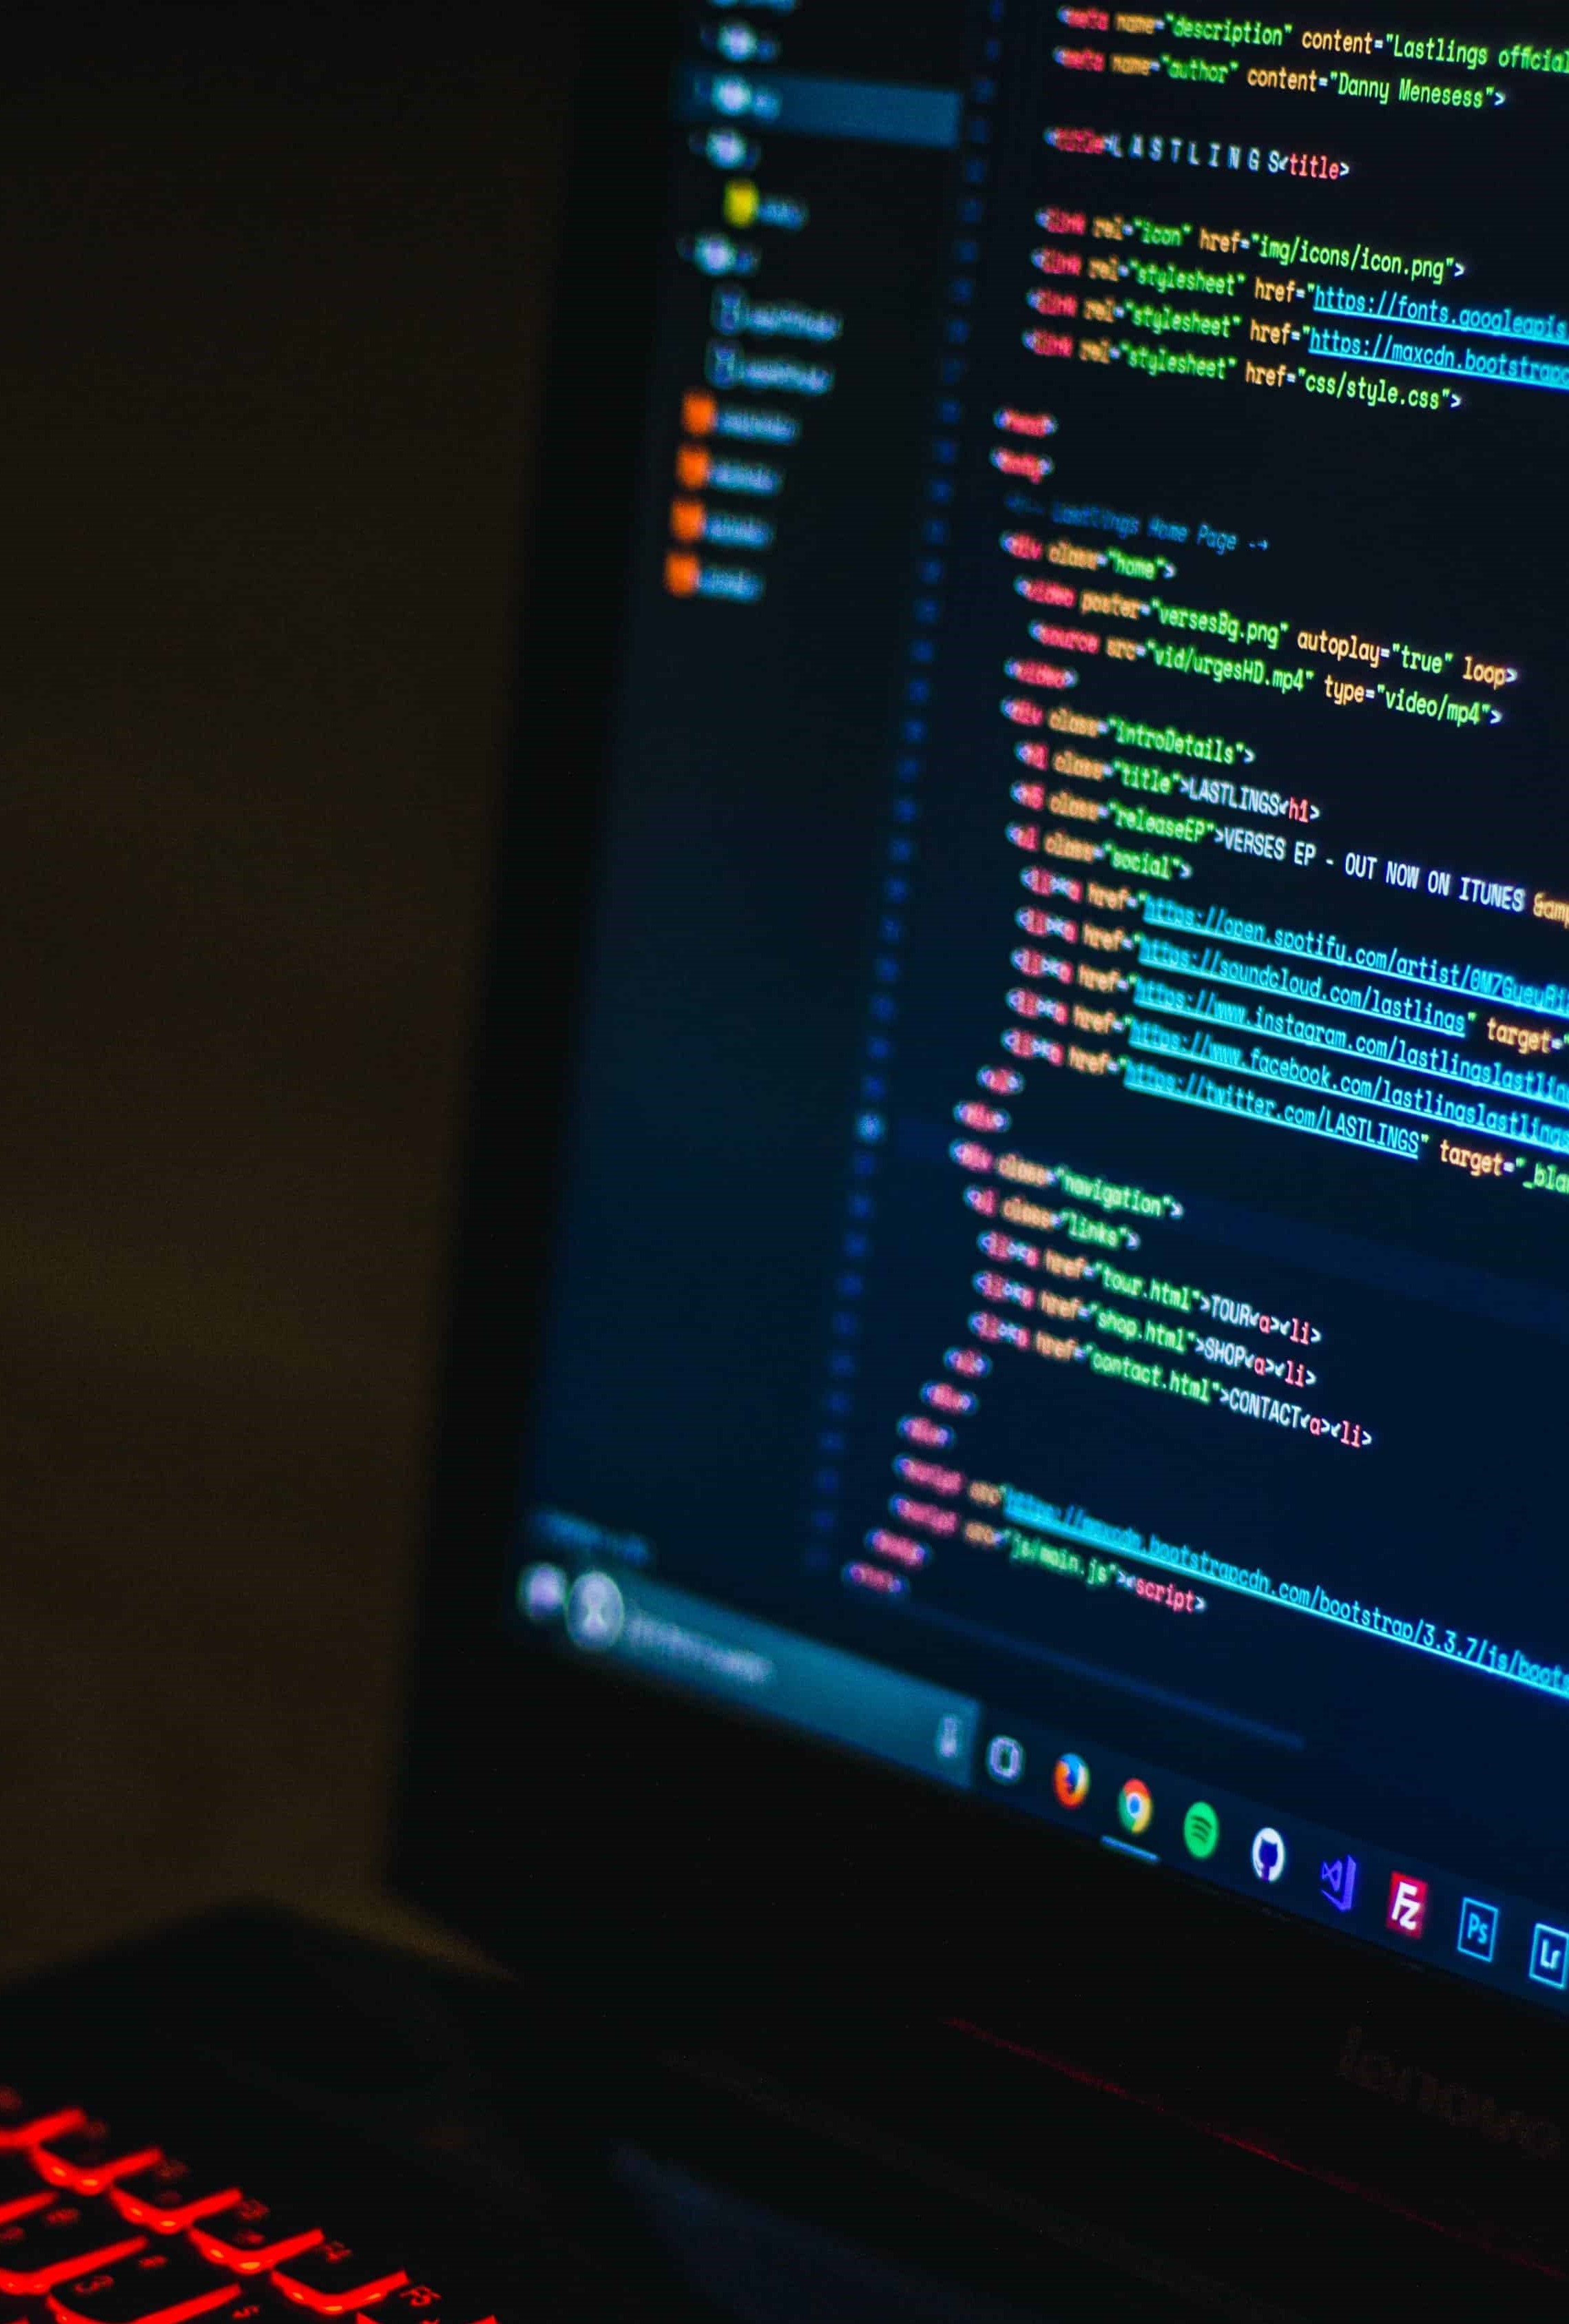 <meta name="description" content="Lastlings official
<meta name="author" content="Danny Menesess">
<title>L A S T L I N G S</title>
<link rel="icon" href="img/icons/icon.png">
<link rel="stylesheet" href="https://fonts.googleapis.
<link rel="stylesheet" href="https://maxcdn.bootstrapc
<link rel="stylesheet" href="css/style.css">
</head>
<body>
<!-- Lastlings Home Page -->
<div class="home">
<video poster="versesBg.png" autoplay="true" loop>
<source src="vid/urgesHD.mp4" type="video/mp4">
</video>
<div class="introDetails">
<h1 class="title">LASTLINGS</h1>
<h5 class="releaseEP">VERSES EP - OUT NOW ON ITUNES &amp
<ul class="social">
<li><a href="https://open.spotify.com/artist/0M7GueuRi
<li><a href="https://soundcloud.com/lastlings" target="
<li><a href="https://www.instagram.com/lastlingslastlin
<li><a href="https://www.facebook.com/lastlingslastlings
<li><a href="https://twitter.com/LASTLINGS" target="_bla
</ul>
</div>
<div class="navigation">
<ul class="links">
<li><a href="tour.html">TOUR</a></li>
<li><a href="shop.html">SHOP</a></li>
<li><a href="contact.html">CONTACT</a></li>
</ul>
</div>
</div>
<script src="https://maxcdn.bootstrapcdn.com/bootstrap/3.3.7/js/boots
<script src="js/main.js"></script>
</body>
</html>
Fz
Ps
Lr
lenovo
F4
F5
3